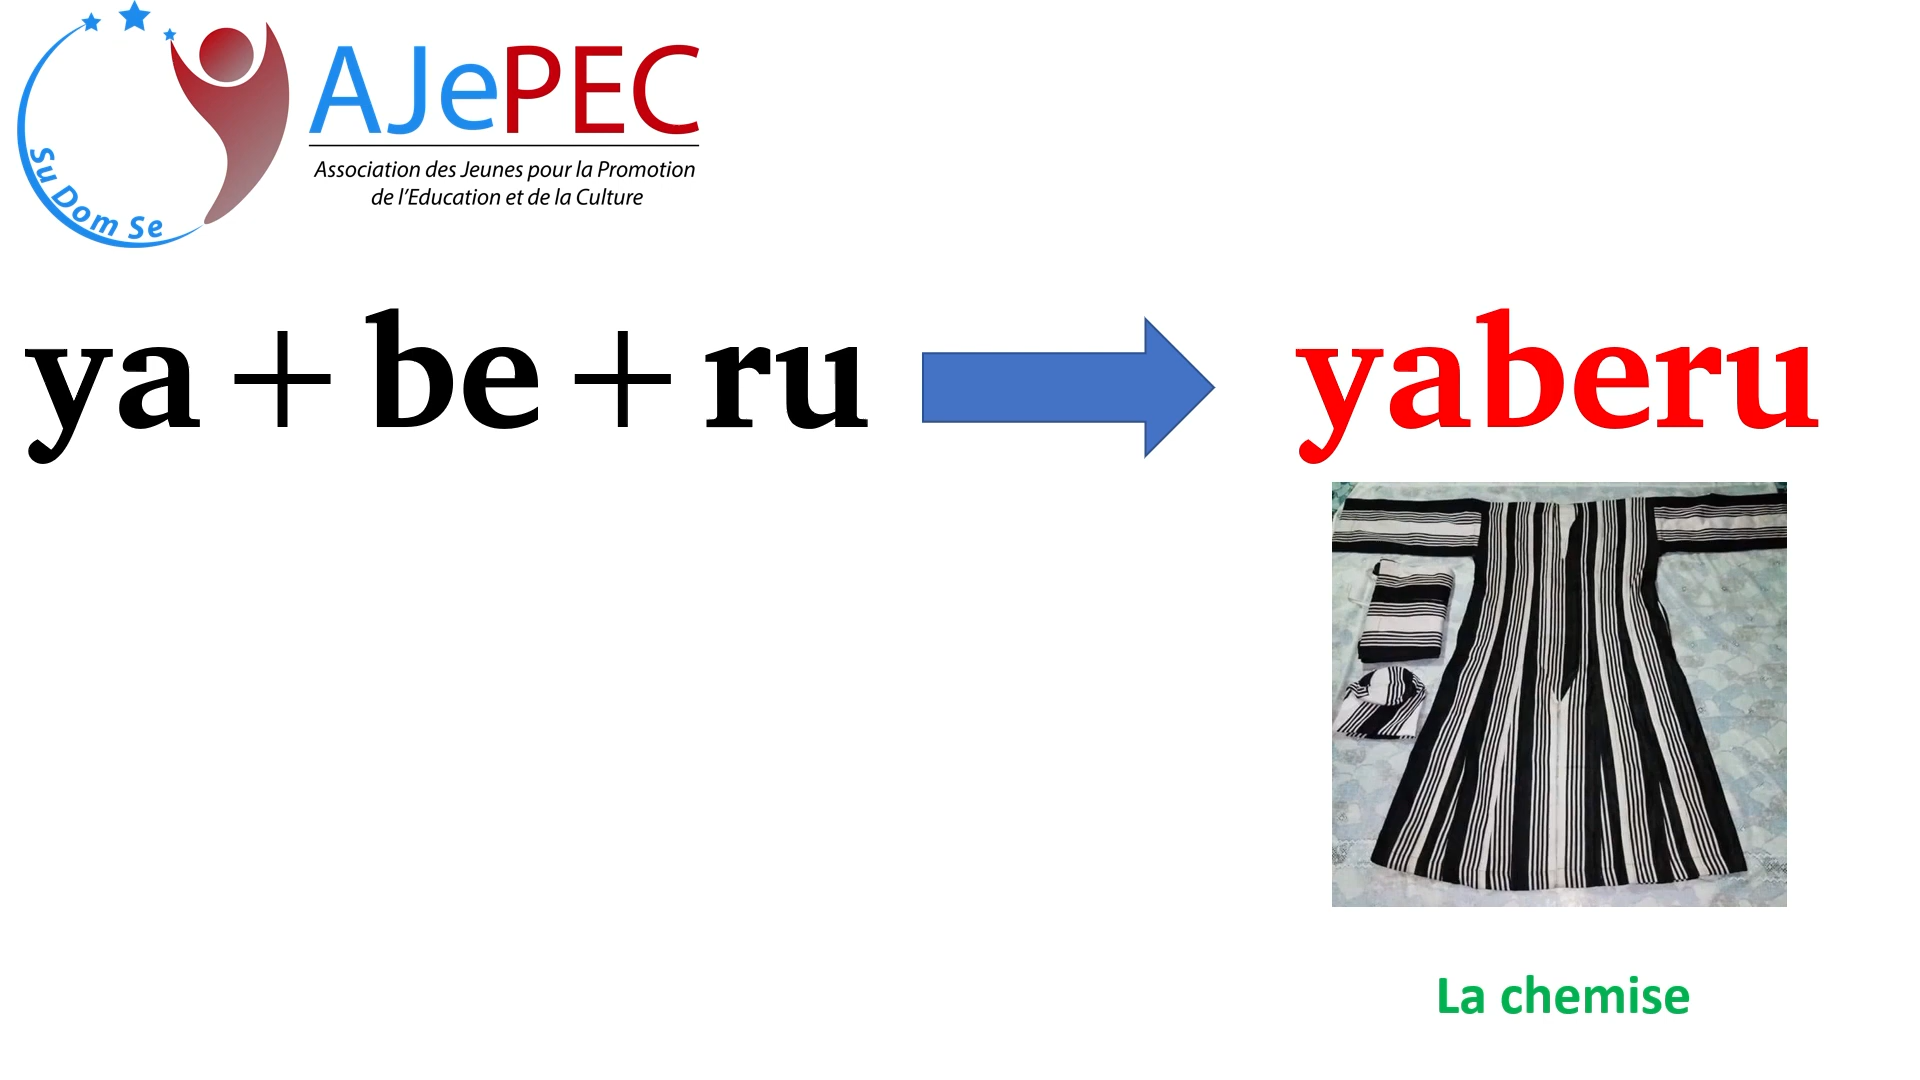 Su Dom Se
AJePEC
Association des Jeunes pour la Promotion
de l'Education et de la Culture
ya + be + ru yaberu
La chemise